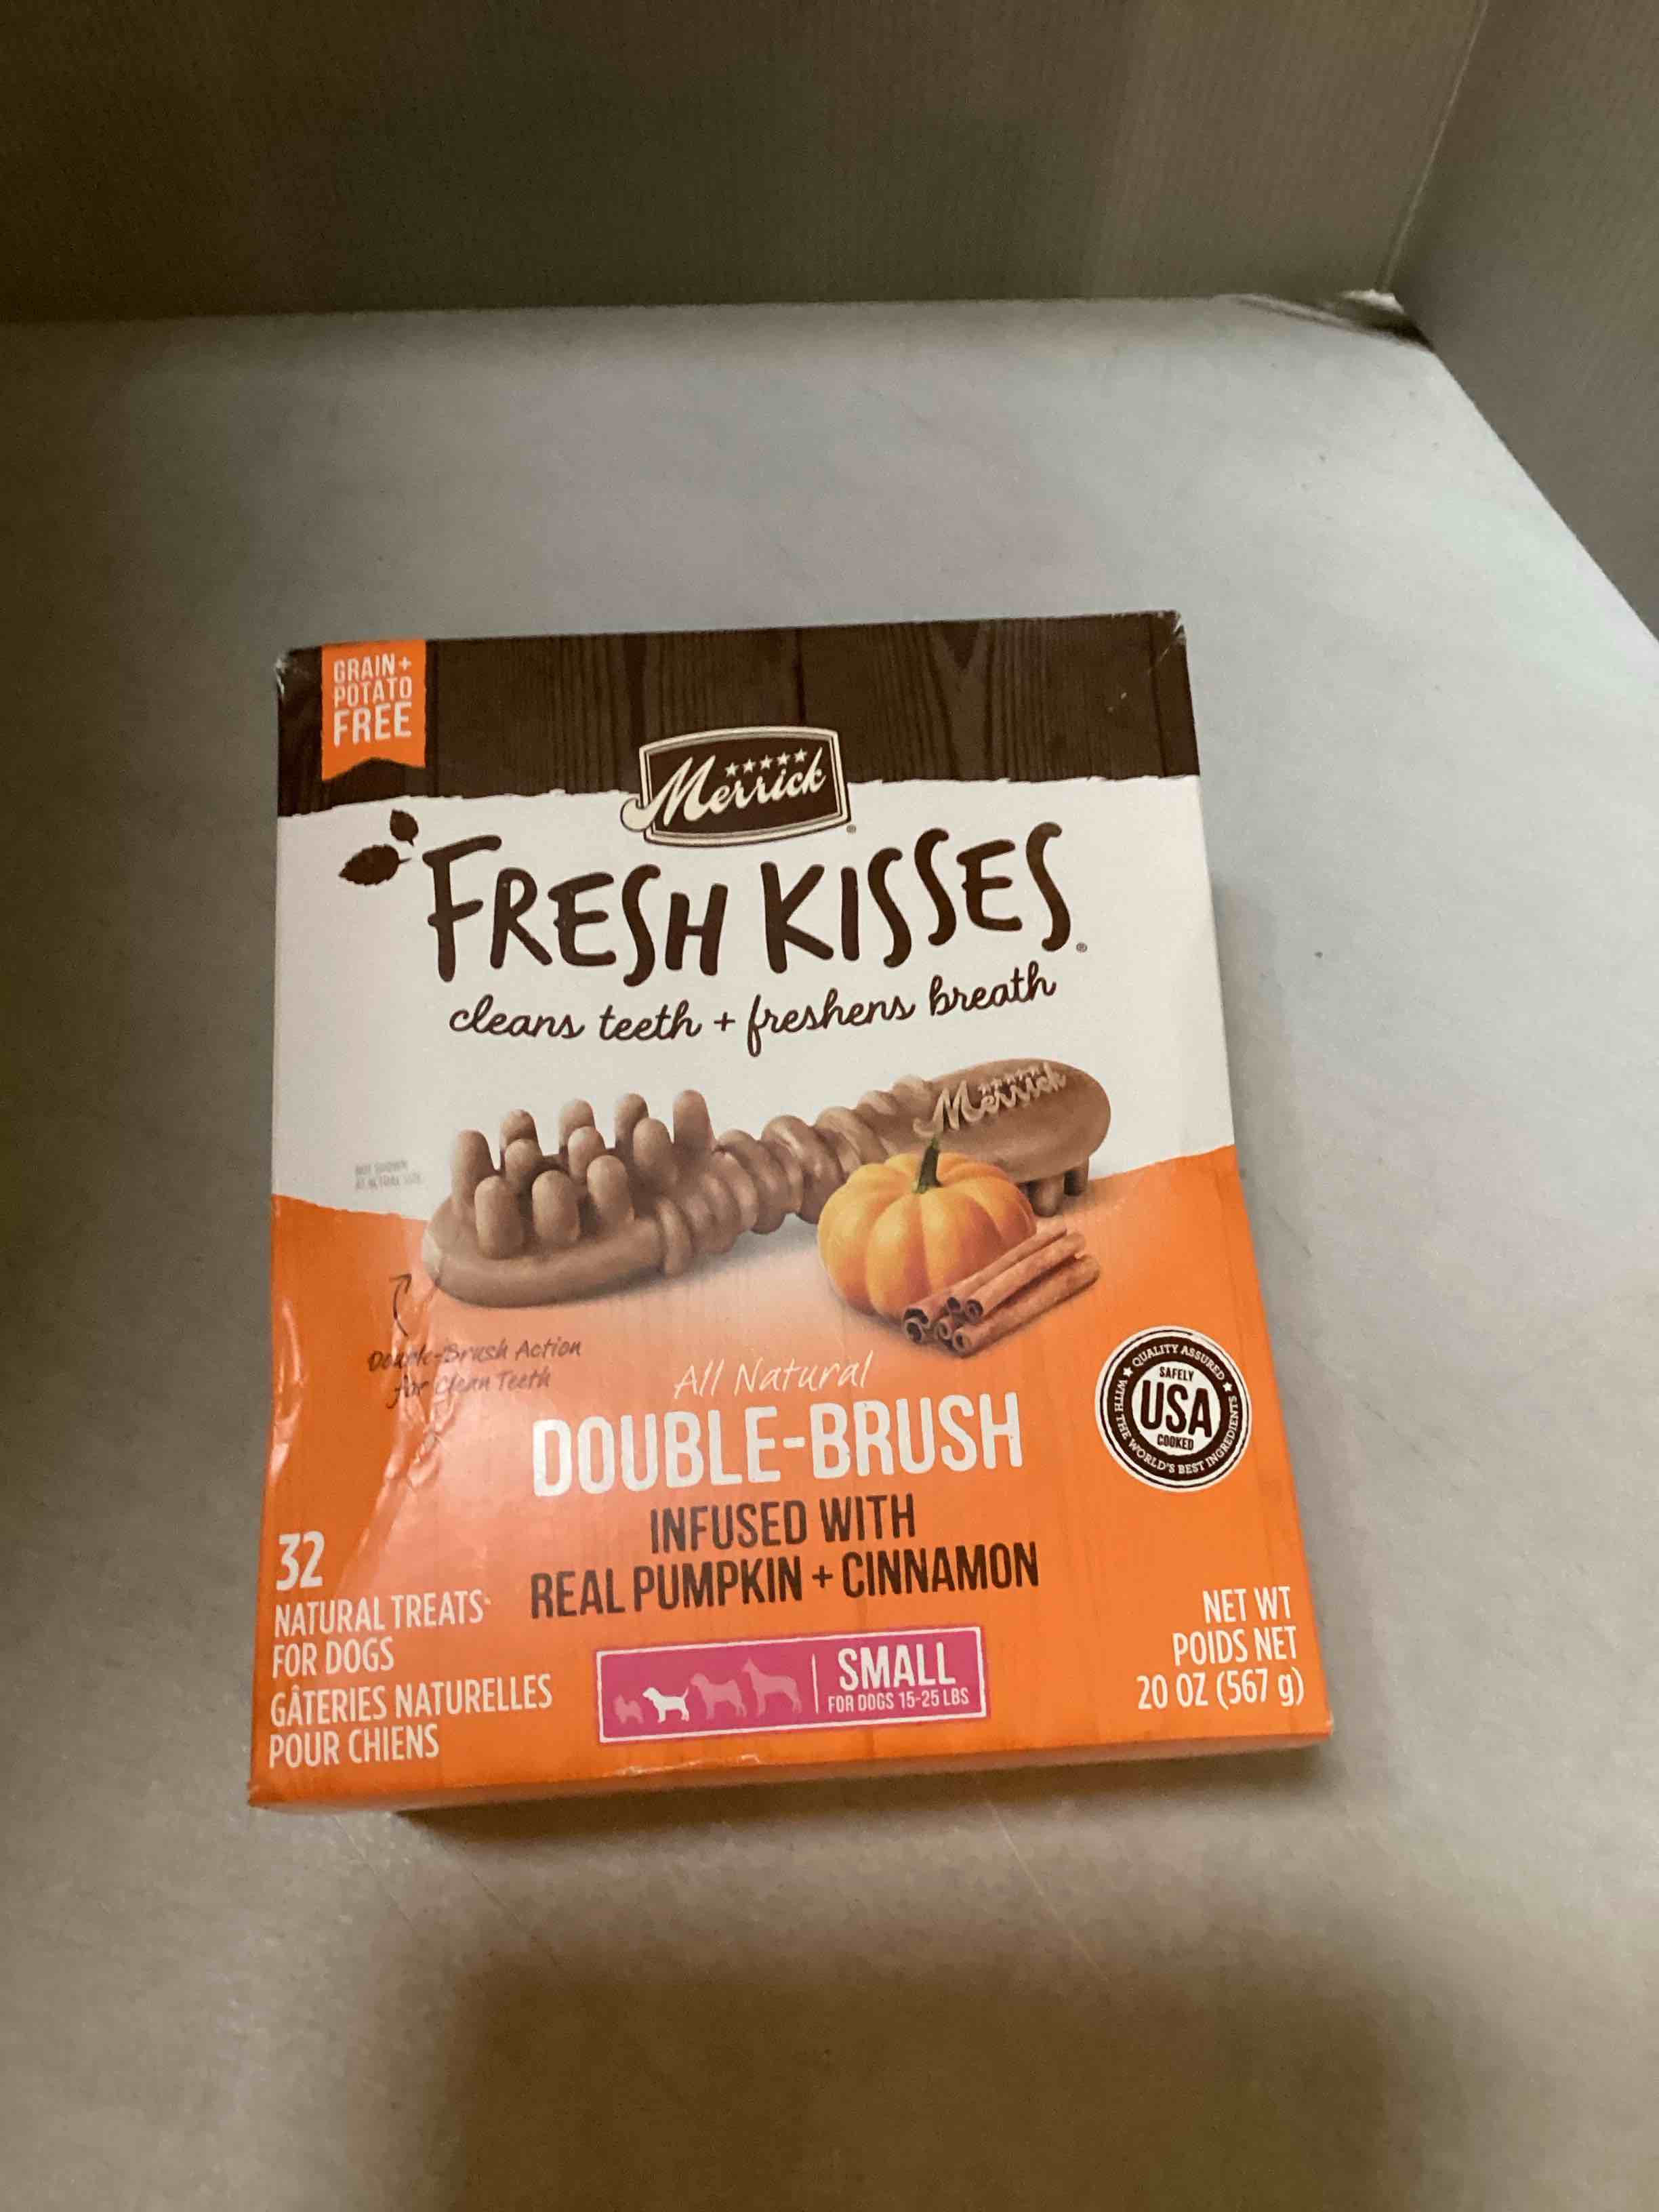 GRAIN+
POTATO
FREE
Merrick
FRESH KISSES®
cleans teeth + freshens breath
Merrick
NOT SHOWN
AT ACTUAL SIZE
Double-Brush Action
for Clean Teeth
All Natural
DOUBLE-BRUSH
INFUSED WITH
REAL PUMPKIN + CINNAMON
QUALITY ASSURED
SAFELY
USA
COOKED
WITH THE WORLD'S BEST INGREDIENTS
32
NATURAL TREATS
FOR DOGS
GÂTERIES NATURELLES
POUR CHIENS
SMALL
FOR DOGS 15-25 LBS
NET WT
POIDS NET
20 OZ (567 g)